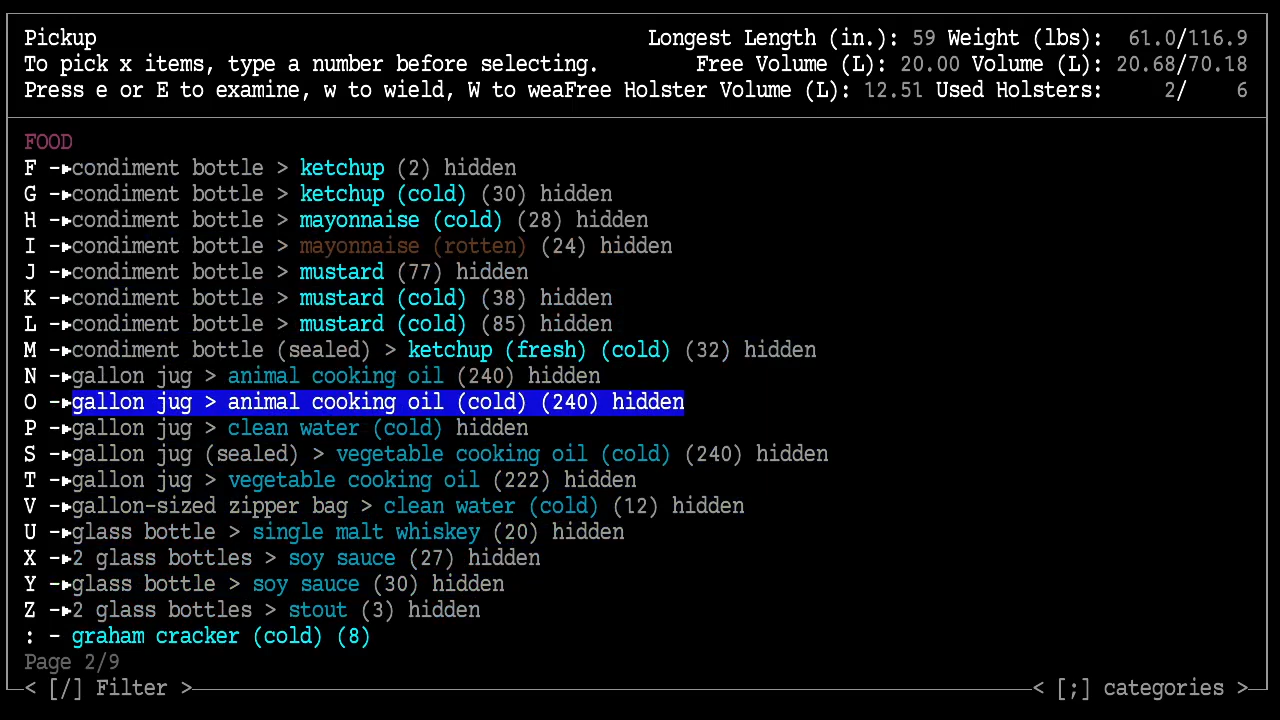 Pickup Longest Length (in.): 59 Weight (lbs): 61.0/116.9
To pick x items, type a number before selecting. Free Volume (L): 20.00 Volume (L): 20.68/70.18
Press e or E to examine, w to wield, W to weaFree Holster Volume (L): 12.51 Used Holsters: 2/ 6
FOOD
F -▸condiment bottle > ketchup (2) hidden
G -▸condiment bottle > ketchup (cold) (30) hidden
H -▸condiment bottle > mayonnaise (cold) (28) hidden
I -▸condiment bottle > mayonnaise (rotten) (24) hidden
J -▸condiment bottle > mustard (77) hidden
K -▸condiment bottle > mustard (cold) (38) hidden
L -▸condiment bottle > mustard (cold) (85) hidden
M -▸condiment bottle (sealed) > ketchup (fresh) (cold) (32) hidden
N -▸gallon jug > animal cooking oil (240) hidden
O -▸gallon jug > animal cooking oil (cold) (240) hidden
P -▸gallon jug > clean water (cold) hidden
S -▸gallon jug (sealed) > vegetable cooking oil (cold) (240) hidden
T -▸gallon jug > vegetable cooking oil (222) hidden
V -▸gallon-sized zipper bag > clean water (cold) (12) hidden
U -▸glass bottle > single malt whiskey (20) hidden
X -▸2 glass bottles > soy sauce (27) hidden
Y -▸glass bottle > soy sauce (30) hidden
Z -▸2 glass bottles > stout (3) hidden
: - graham cracker (cold) (8)
Page 2/9
< [/] Filter > < [;] categories >